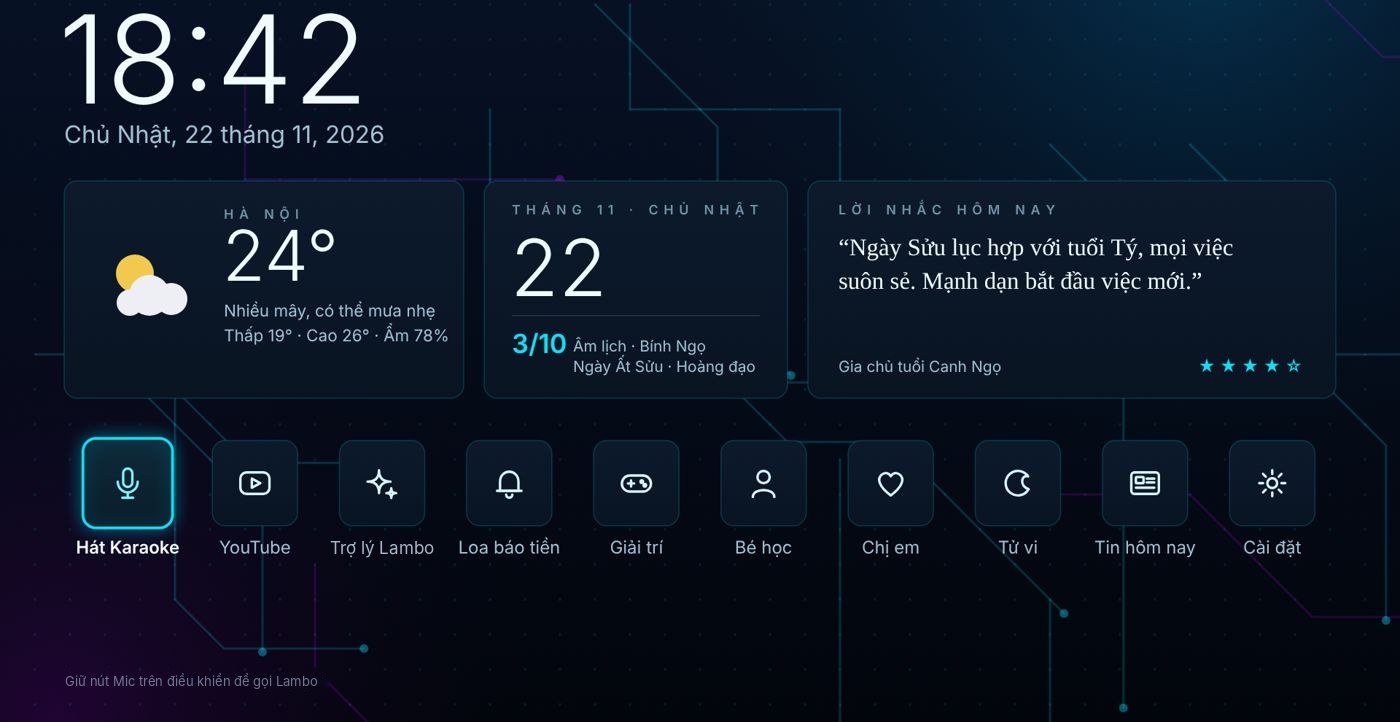 18:42
Chủ Nhật, 22 tháng 11, 2026
HÀ NỘI
24°
Nhiều mây, có thể mưa nhẹ
Thấp 19° · Cao 26° · Ẩm 78%
THÁNG 11 · CHỦ NHẬT
22
3/10 Âm lịch · Bính Ngọ
Ngày Ất Sửu · Hoàng đạo
LỜI NHẮC HÔM NAY
“Ngày Sửu lục hợp với tuổi Tý, mọi việc
suôn sẻ. Mạnh dạn bắt đầu việc mới.”
Gia chủ tuổi Canh Ngọ
★ ★ ★ ★ ☆
Hát Karaoke
YouTube
Trợ lý Lambo
Loa báo tiền
Giải trí
Bé học
Chị em
Tử vi
Tin hôm nay
Cài đặt
Giữ nút Mic trên điều khiển để gọi Lambo